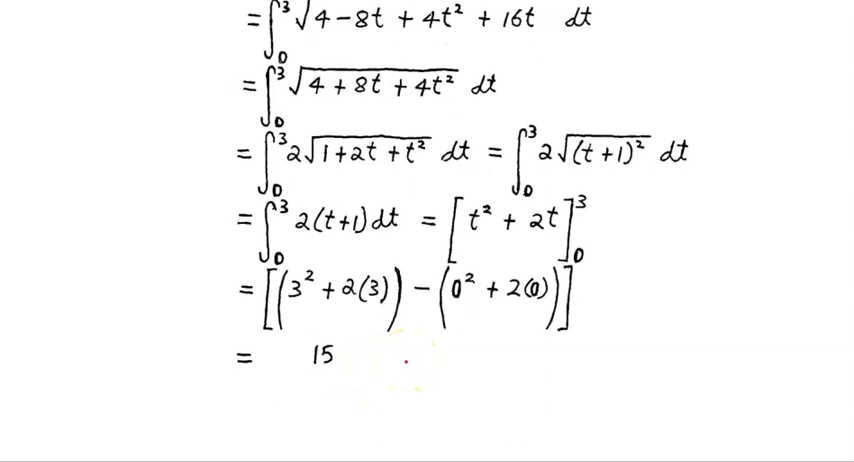 = ∫₀³ √(4 - 8t + 4t² + 16t) dt
= ∫₀³ √(4 + 8t + 4t²) dt
= ∫₀³ 2√(1 + 2t + t²) dt = ∫₀³ 2√((t + 1)²) dt
= ∫₀³ 2(t+1) dt = [t² + 2t]₀³
= [(3² + 2(3)) - (0² + 2(0))]
= 15